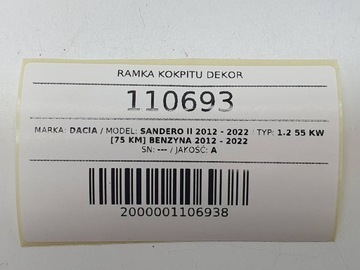 RAMKA KOKPITU DEKOR
110693
MARKA: DACIA / MODEL: SANDERO II 2012 - 2022 / TYP: 1.2 55 KW
[75 KM] BENZYNA 2012 - 2022
SN: --- / JAKOŚĆ: A
2000001106938